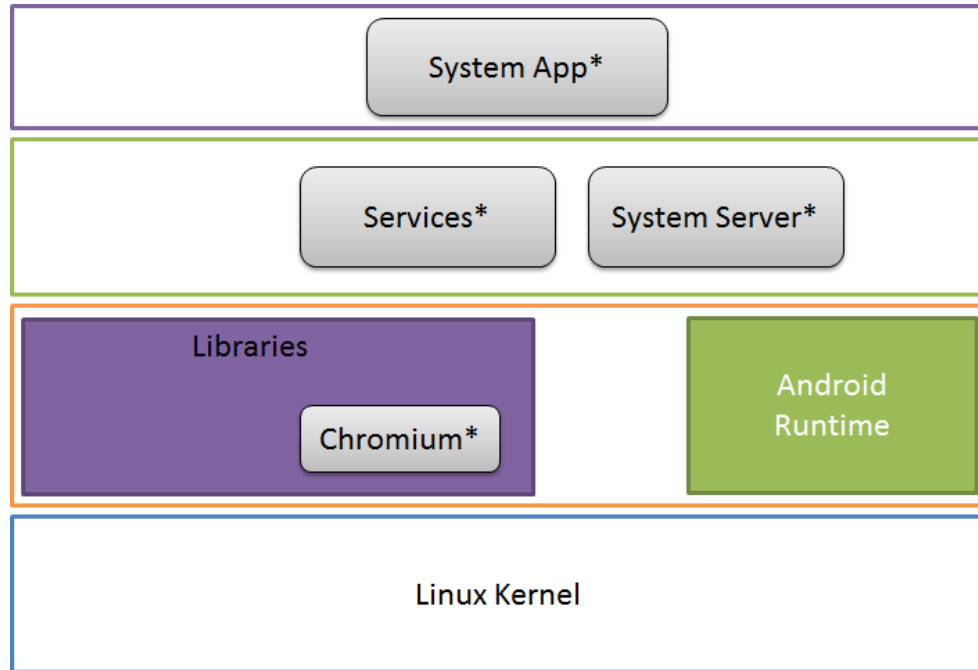 System App*
Services*
System Server*
Libraries
Chromium*
Android
Runtime
Linux Kernel